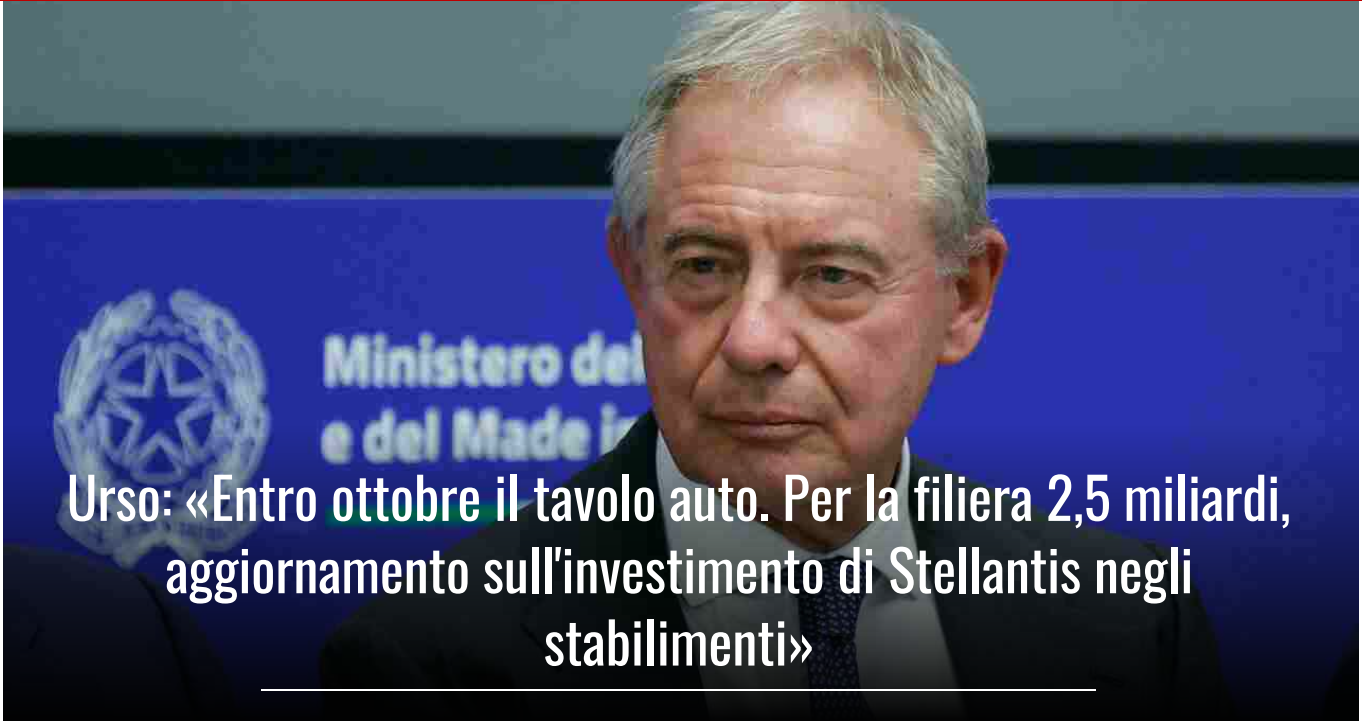 Ministero del
e del Made in
Urso: «Entro ottobre il tavolo auto. Per la filiera 2,5 miliardi,
aggiornamento sull'investimento di Stellantis negli
stabilimenti»